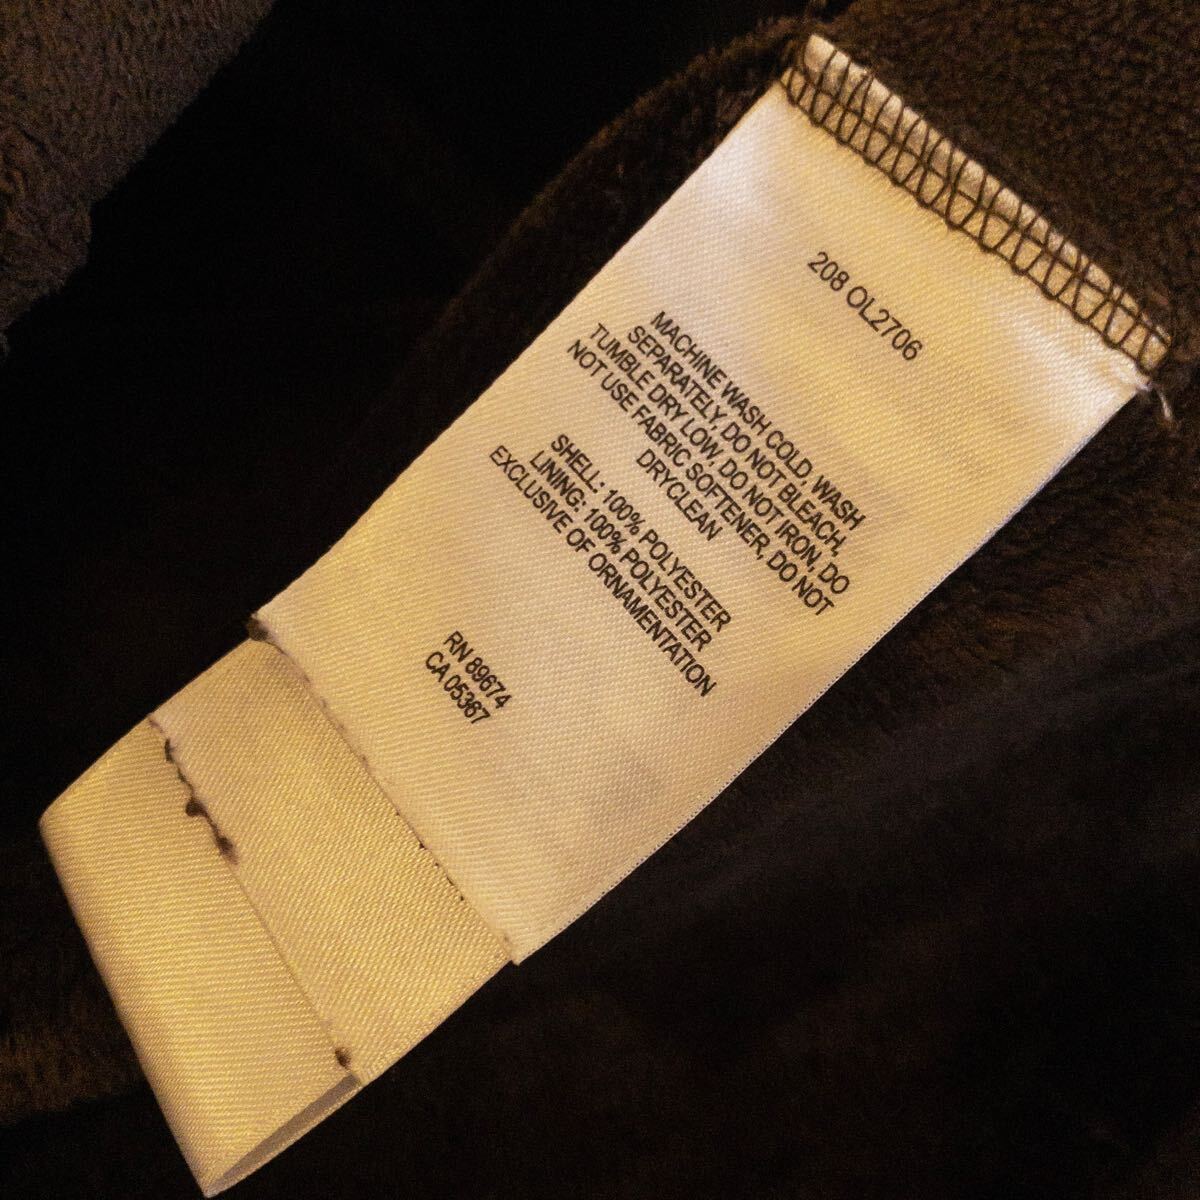 208 OL2706
MACHINE WASH COLD, WASH
SEPARATELY, DO NOT BLEACH,
TUMBLE DRY LOW, DO NOT IRON, DO
NOT USE FABRIC SOFTENER, DO NOT
DRYCLEAN
SHELL: 100% POLYESTER
LINING: 100% POLYESTER
EXCLUSIVE OF ORNAMENTATION
RN 89674
CA 05367